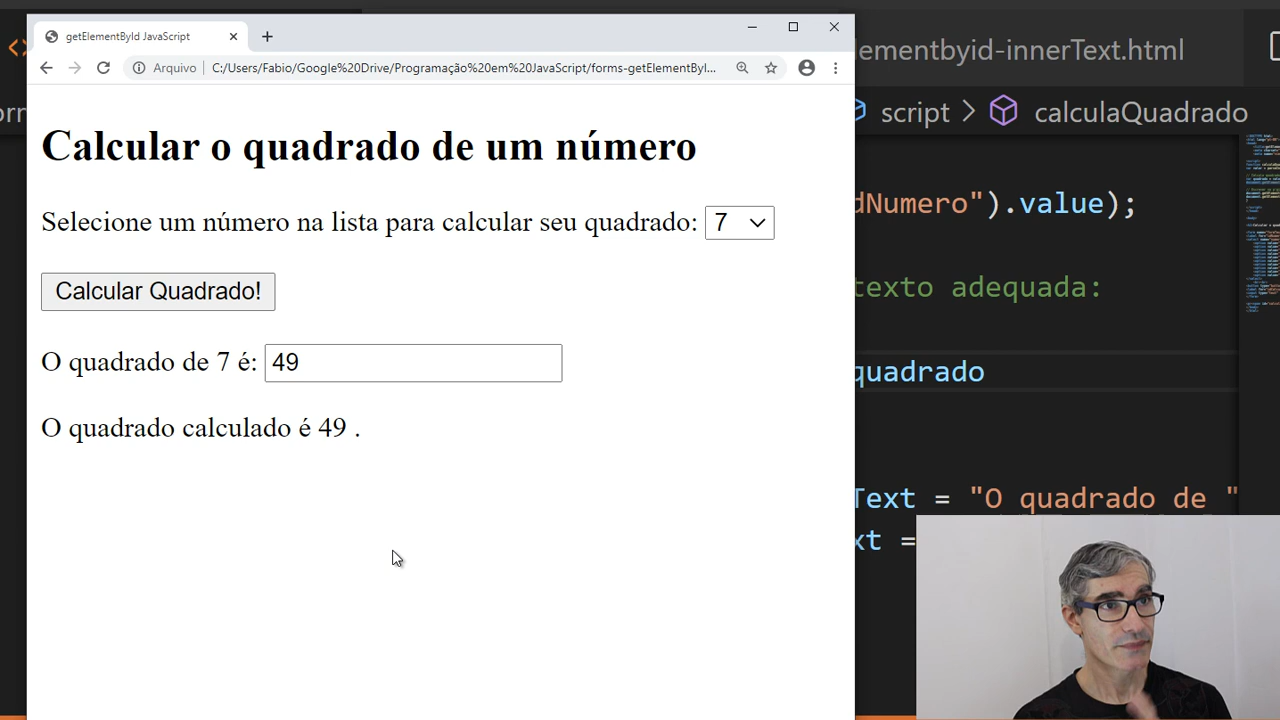 getElementById JavaScript
Arquivo | C:/Users/Fabio/Google%20Drive/Programação%20em%20JavaScript/forms-getElementByI...
Calcular o quadrado de um número
Selecione um número na lista para calcular seu quadrado: 7
Calcular Quadrado!
O quadrado de 7 é: 49
O quadrado calculado é 49 .
lementbyid-innerText.html
script > calculaQuadrado
dNumero").value);
texto adequada:
quadrado
Text = "O quadrado de "
xt =